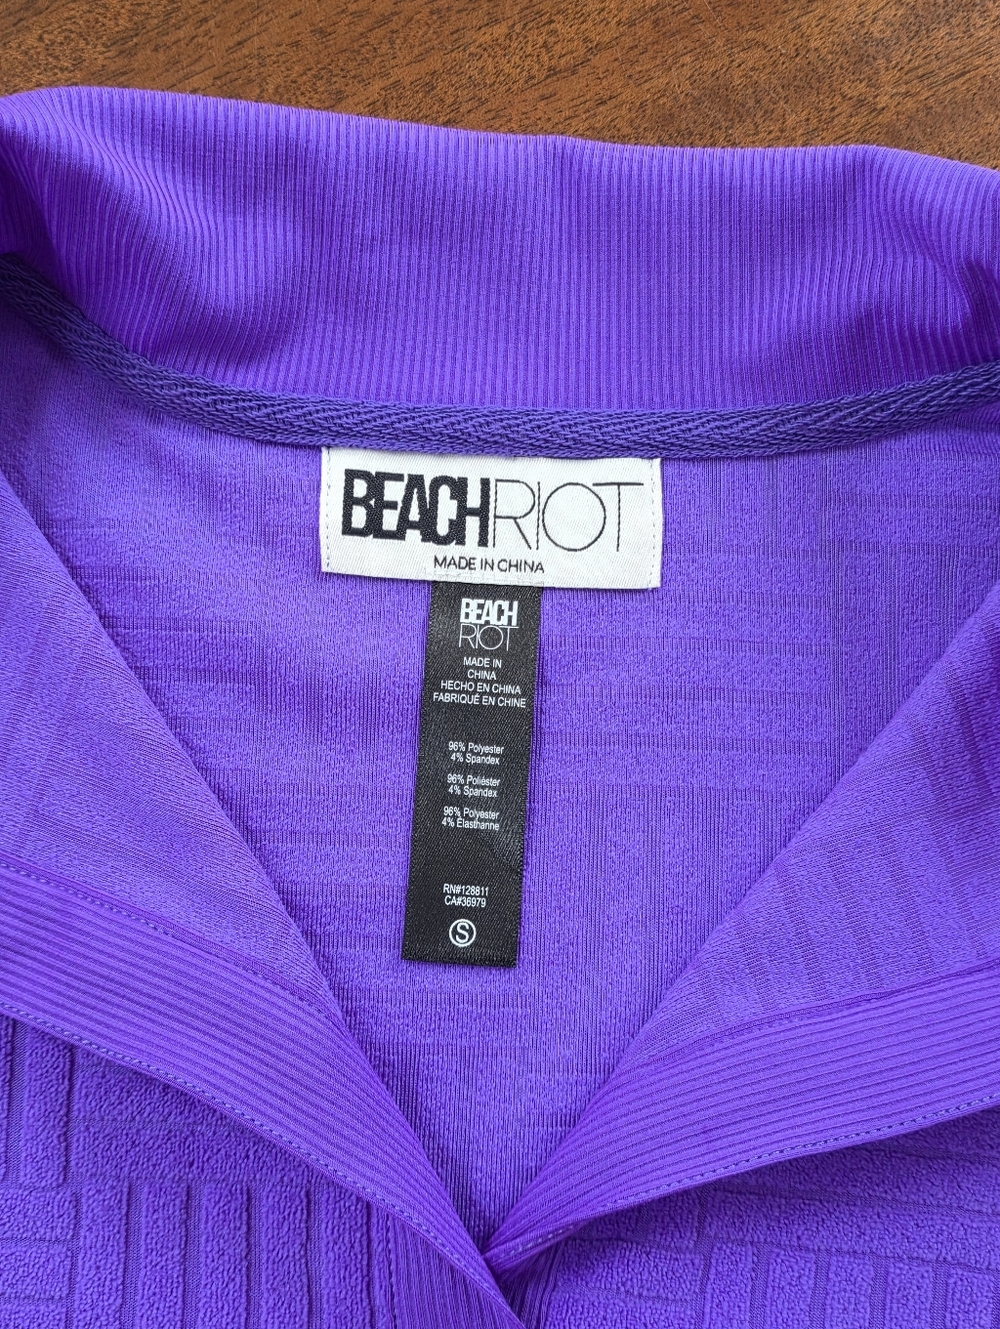 BEACHRIOT
MADE IN CHINA
BEACH
RIOT
MADE IN
CHINA
HECHO EN CHINA
FABRIQUÉ EN CHINE
96% Polyester
4% Spandex
96% Poliéster
4% Spandex
96% Polyester
4% Élasthanne
RN#128811
CA#36979
S